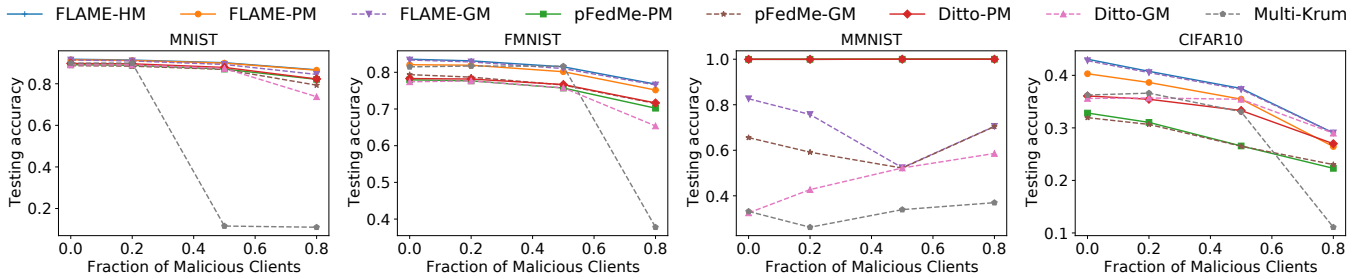 FLAME-HM FLAME-PM FLAME-GM pFedMe-PM pFedMe-GM Ditto-PM Ditto-GM Multi-Krum
MNIST FMNIST MMNIST CIFAR10
Testing accuracy
0.8
0.6
0.4
0.2
0.0 0.2 0.4 0.6 0.8
Fraction of Malicious Clients
Testing accuracy
0.8
0.7
0.6
0.5
0.4
0.0 0.2 0.4 0.6 0.8
Fraction of Malicious Clients
Testing accuracy
1.0
0.8
0.6
0.4
0.0 0.2 0.4 0.6 0.8
Fraction of Malicious Clients
Testing accuracy
0.4
0.3
0.2
0.1
0.0 0.2 0.4 0.6 0.8
Fraction of Malicious Clients